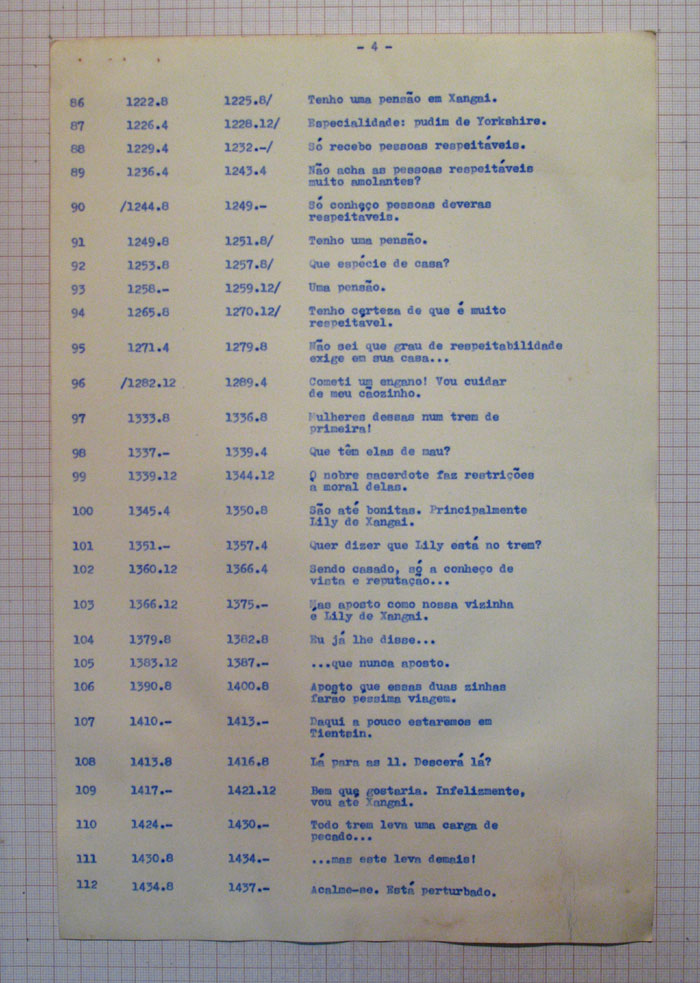 - 4 -
86 1222.8 1225.8/ Tenho uma pensão em Xangai.
87 1226.4 1228.12/ Especialidade: pudim de Yorkshire.
88 1229.4 1232.-/ Só recebo pessoas respeitáveis.
89 1236.4 1243.4 Não acha as pessoas respeitáveis
muito amolantes?
90 /1244.8 1249.- Só conheço pessoas deveras
respeitaveis.
91 1249.8 1251.8/ Tenho uma pensão.
92 1253.8 1257.8/ Que espécie de casa?
93 1258.- 1259.12/ Uma pensão.
94 1265.8 1270.12/ Tenho certeza de que é muito
respeitavel.
95 1271.4 1279.8 Não sei que grau de respeitabilidade
exige em sua casa...
96 /1282.12 1289.4 Cometi um engano! Vou cuidar
de meu cãozinho.
97 1333.8 1336.8 Mulheres dessas num trem de
primeira!
98 1337.- 1339.4 Que têm elas de mau?
99 1339.12 1344.12 O nobre sacerdote faz restrições
a moral delas.
100 1345.4 1350.8 São até bonitas. Principalmente
Lily de Xangai.
101 1351.- 1357.4 Quer dizer que Lily está no trem?
102 1360.12 1366.4 Sendo casado, só a conheço de
vista e reputação...
103 1366.12 1375.- Mas aposto como nossa vizinha
é Lily de Xangai.
104 1379.8 1382.8 Eu já lhe disse...
105 1383.12 1387.- ...que nunca aposto.
106 1390.8 1400.8 Aposto que essas duas zinhas
farão péssima viagem.
107 1410.- 1413.- Daqui a pouco estaremos em
Tientsin.
108 1413.8 1416.8 Lá para as 11. Descerá lá?
109 1417.- 1421.12 Bem que gostaria. Infelizmente,
vou até Xangai.
110 1424.- 1430.- Todo trem leva uma carga de
pecado...
111 1430.8 1434.- ...mas este leva demais!
112 1434.8 1437.- Acalme-se. Está perturbado.